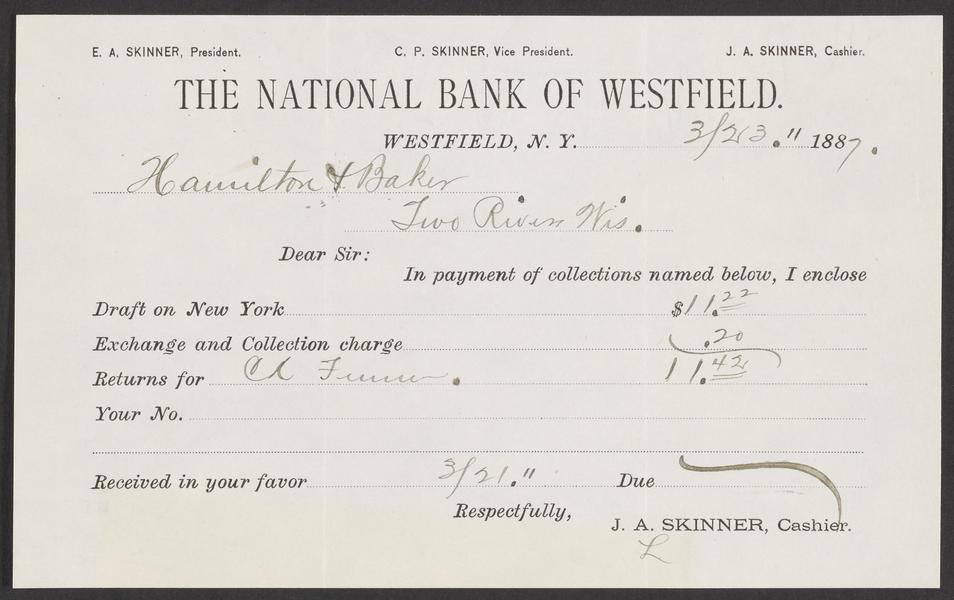 E. A. SKINNER, President. C. P. SKINNER, Vice President. J. A. SKINNER, Cashier.
THE NATIONAL BANK OF WESTFIELD.
WESTFIELD, N. Y. 3/23." 1887.
Hamilton & Baker
Two Rivers Wis.
Dear Sir:
In payment of collections named below, I enclose
Draft on New York $11.22
Exchange and Collection charge .20
Returns for 11.42
Your No.
Received in your favor 3/21." Due
Respectfully,
J. A. SKINNER, Cashier.
L